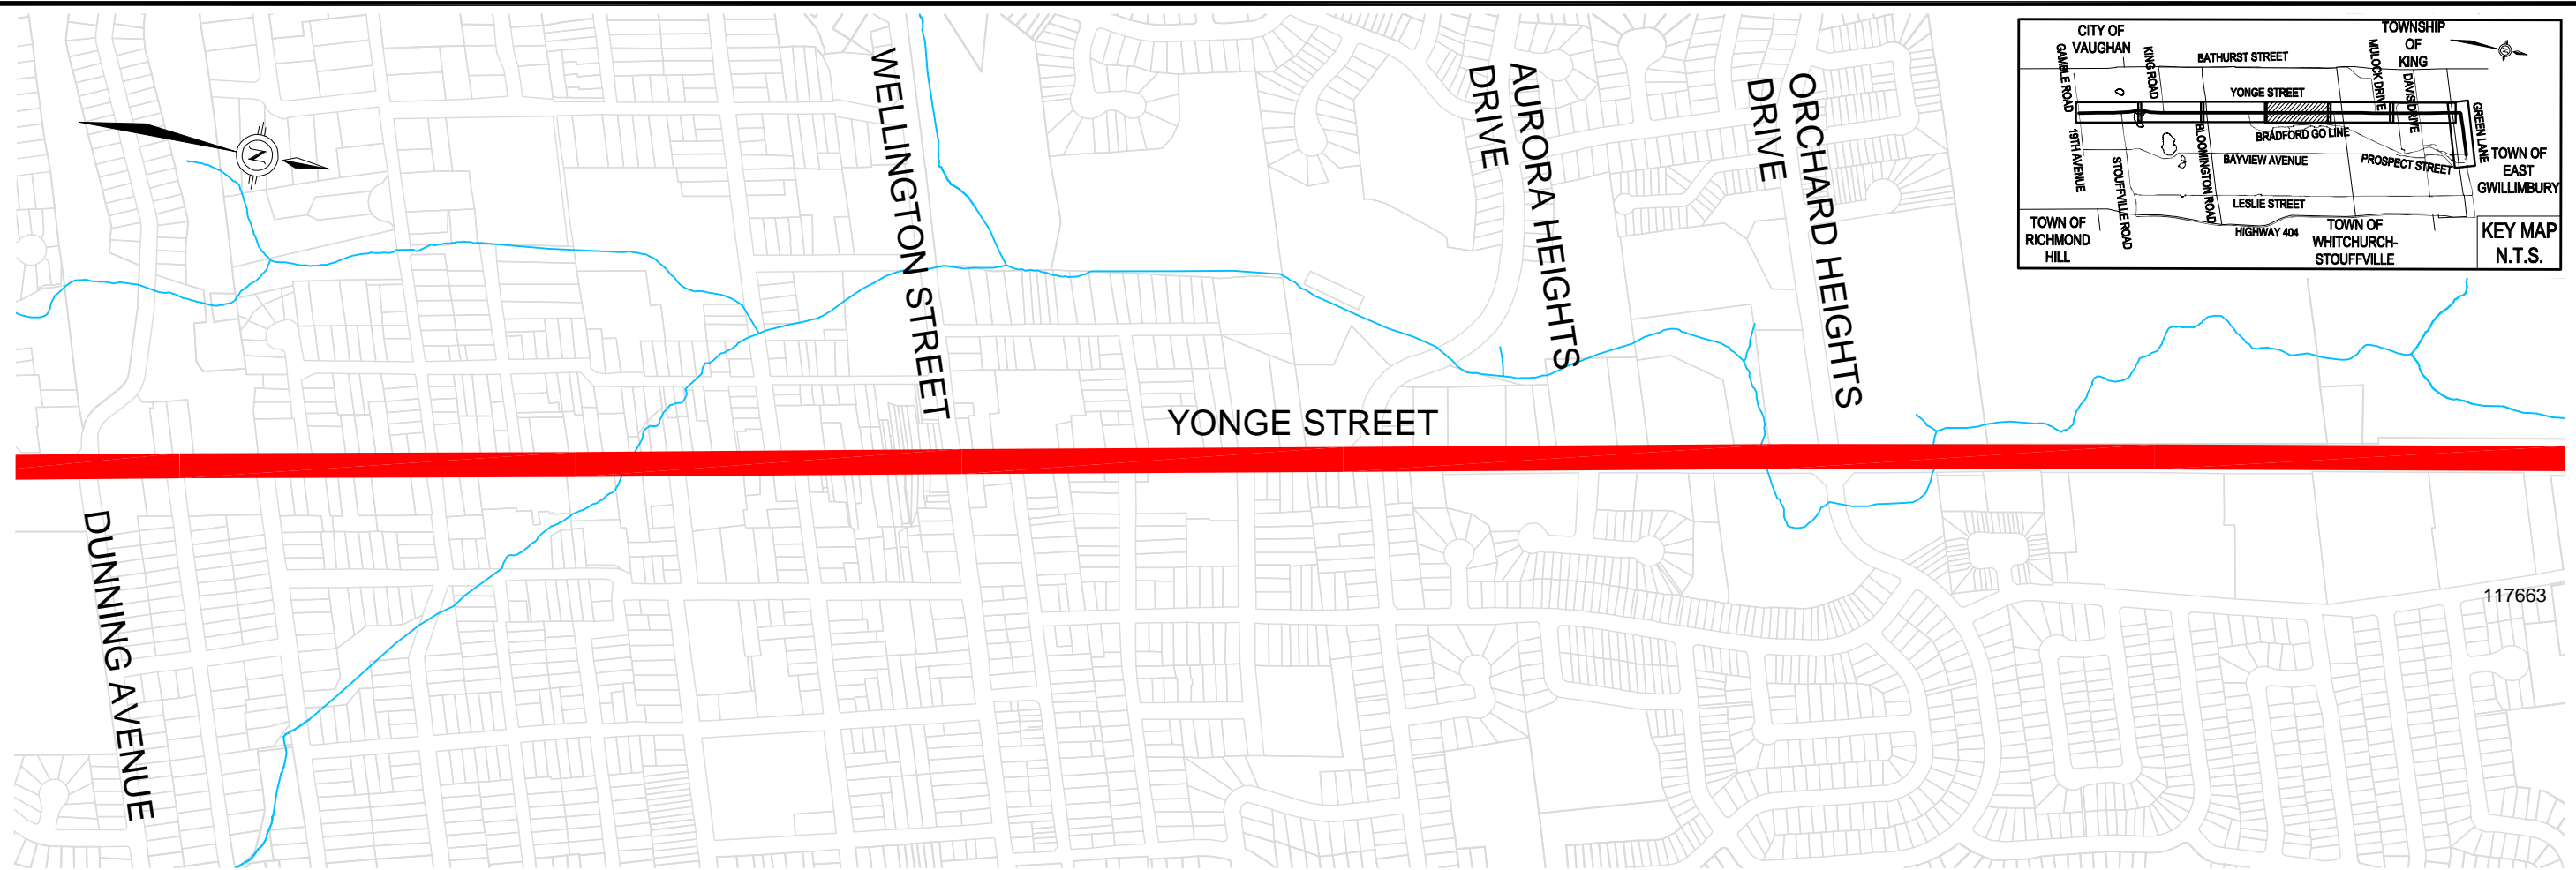 WELLINGTON STREET
AURORA HEIGHTS
DRIVE
ORCHARD HEIGHTS
DRIVE
YONGE STREET
DUNNING AVENUE
117663
N
CITY OF
VAUGHAN
TOWNSHIP
OF
KING
GAMBLE ROAD
KING ROAD
BATHURST STREET
MULOCK DRIVE
DAVIS DRIVE
YONGE STREET
GREEN LANE
BRADFORD GO LINE
19TH AVENUE
STOUFFVILLE ROAD
BLOOMINGTON ROAD
BAYVIEW AVENUE
PROSPECT STREET
TOWN OF
EAST
GWILLIMBURY
LESLIE STREET
HIGHWAY 404
TOWN OF
RICHMOND
HILL
TOWN OF
WHITCHURCH-
STOUFFVILLE
KEY MAP
N.T.S.